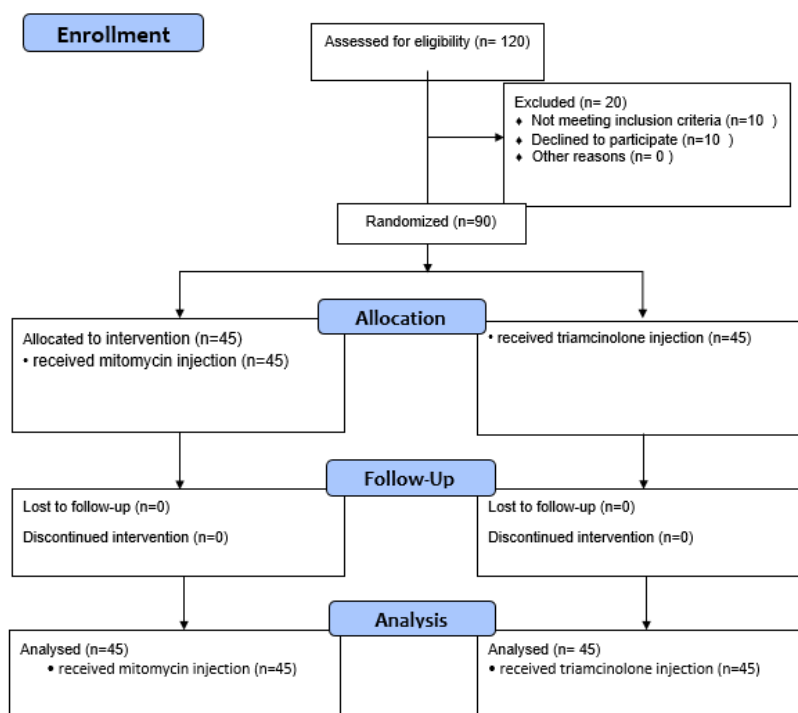 Enrollment
Assessed for eligibility (n= 120)
Excluded (n= 20)
♦ Not meeting inclusion criteria (n=10 )
♦ Declined to participate (n=10 )
♦ Other reasons (n= 0 )
Randomized (n=90)
Allocation
Allocated to intervention (n=45)
• received mitomycin injection (n=45)
• received triamcinolone injection (n=45)
Follow-Up
Lost to follow-up (n=0)
Discontinued intervention (n=0)
Lost to follow-up (n=0)
Discontinued intervention (n=0)
Analysis
Analysed (n=45)
• received mitomycin injection (n=45)
Analysed (n= 45)
• received triamcinolone injection (n=45)